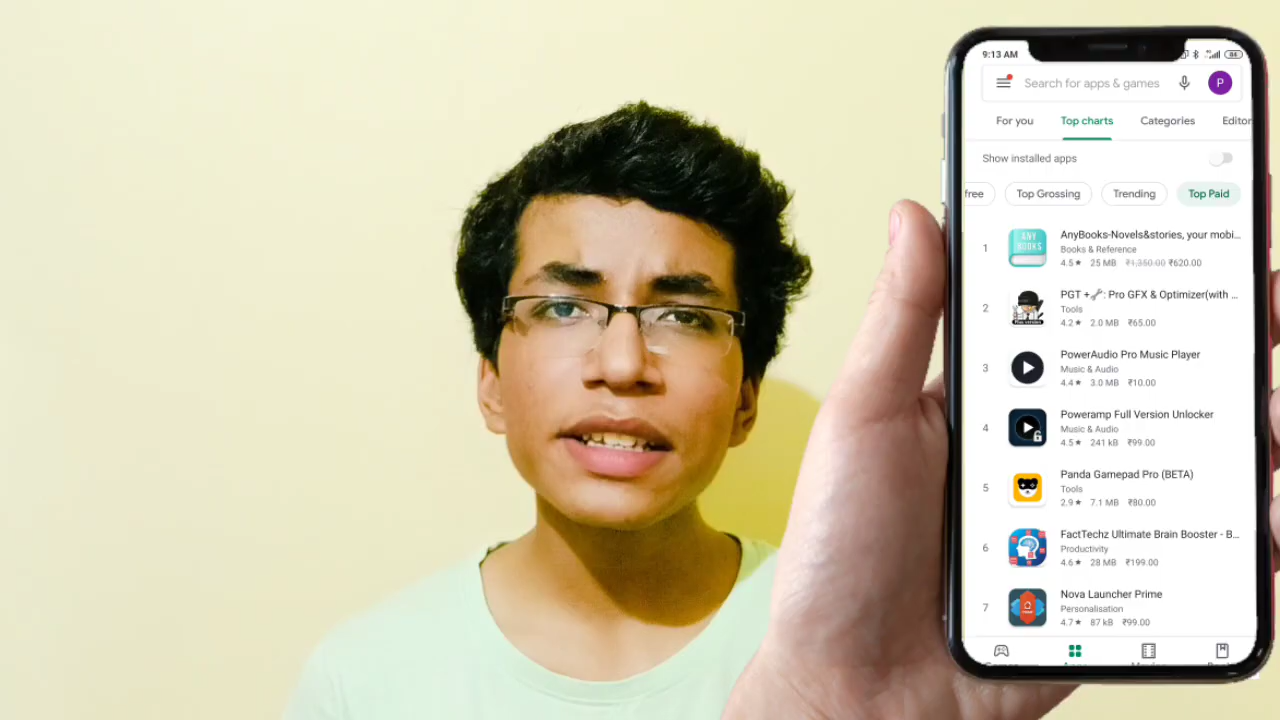 9:13 AM
Search for apps & games
P
For you Top charts Categories Editor
Show installed apps
free Top Grossing Trending Top Paid
1
ANY
BOOKS
AnyBooks-Novels&stories, your mobi...
Books & Reference
4.5★ 25 MB ₹1,350.00 ₹620.00
2
PGT +🔧: Pro GFX & Optimizer(with ...
Tools
4.2★ 2.0 MB ₹65.00
3
PowerAudio Pro Music Player
Music & Audio
4.4★ 3.0 MB ₹10.00
4
Poweramp Full Version Unlocker
Music & Audio
4.5★ 241 kB ₹99.00
5
Panda Gamepad Pro (BETA)
Tools
2.9★ 7.1 MB ₹80.00
6
FactTechz Ultimate Brain Booster - B...
Productivity
4.6★ 28 MB ₹199.00
7
Nova Launcher Prime
Personalisation
4.7★ 87 kB ₹99.00